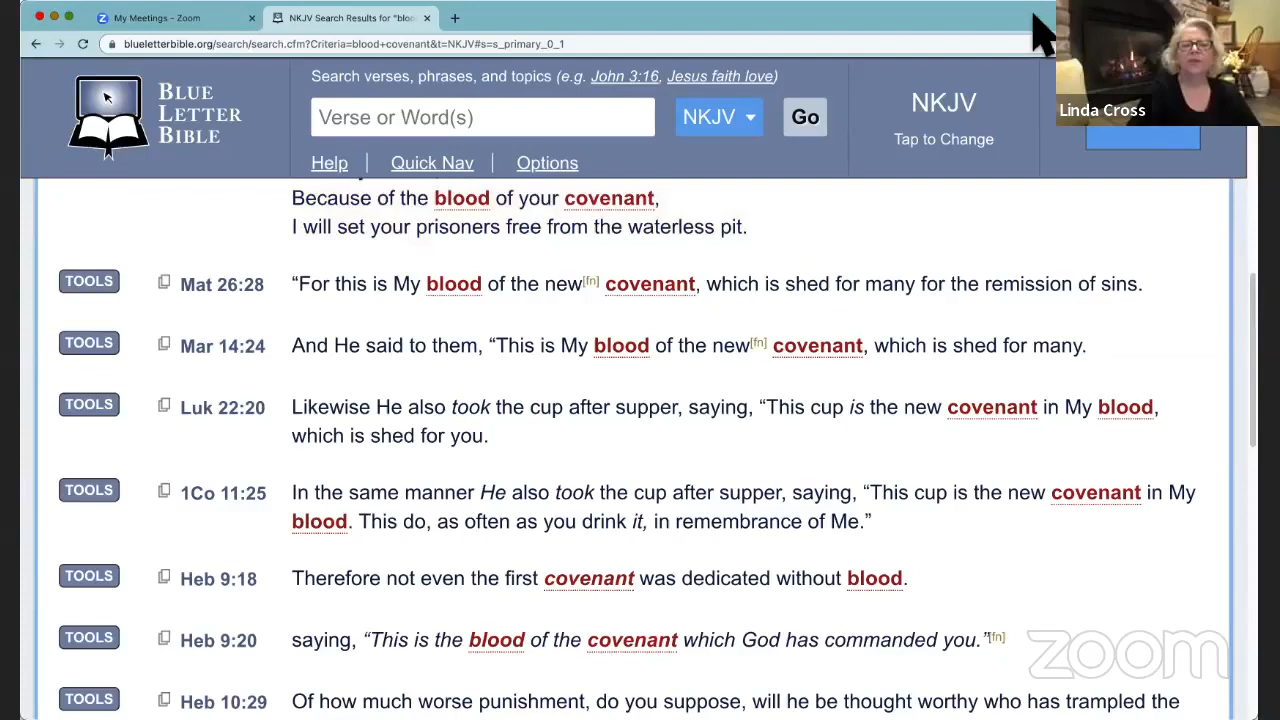 My Meetings - Zoom
NKJV Search Results for "bloo
blueletterbible.org/search/search.cfm?Criteria=blood+covenant&t=NKJV#s=s_primary_0_1
Search verses, phrases, and topics (e.g. John 3:16, Jesus faith love)
BLUE
LETTER
BIBLE
Verse or Word(s)
NKJV
Go
NKJV
Tap to Change
Help | Quick Nav | Options
Linda Cross
Because of the blood of your covenant,
I will set your prisoners free from the waterless pit.
TOOLS Mat 26:28 “For this is My blood of the new[fn] covenant, which is shed for many for the remission of sins.
TOOLS Mar 14:24 And He said to them, “This is My blood of the new[fn] covenant, which is shed for many.
TOOLS Luk 22:20 Likewise He also took the cup after supper, saying, “This cup is the new covenant in My blood,
which is shed for you.
TOOLS 1Co 11:25 In the same manner He also took the cup after supper, saying, “This cup is the new covenant in My
blood. This do, as often as you drink it, in remembrance of Me.”
TOOLS Heb 9:18 Therefore not even the first covenant was dedicated without blood.
TOOLS Heb 9:20 saying, “This is the blood of the covenant which God has commanded you.”[fn]
zoom
TOOLS Heb 10:29 Of how much worse punishment, do you suppose, will he be thought worthy who has trampled the